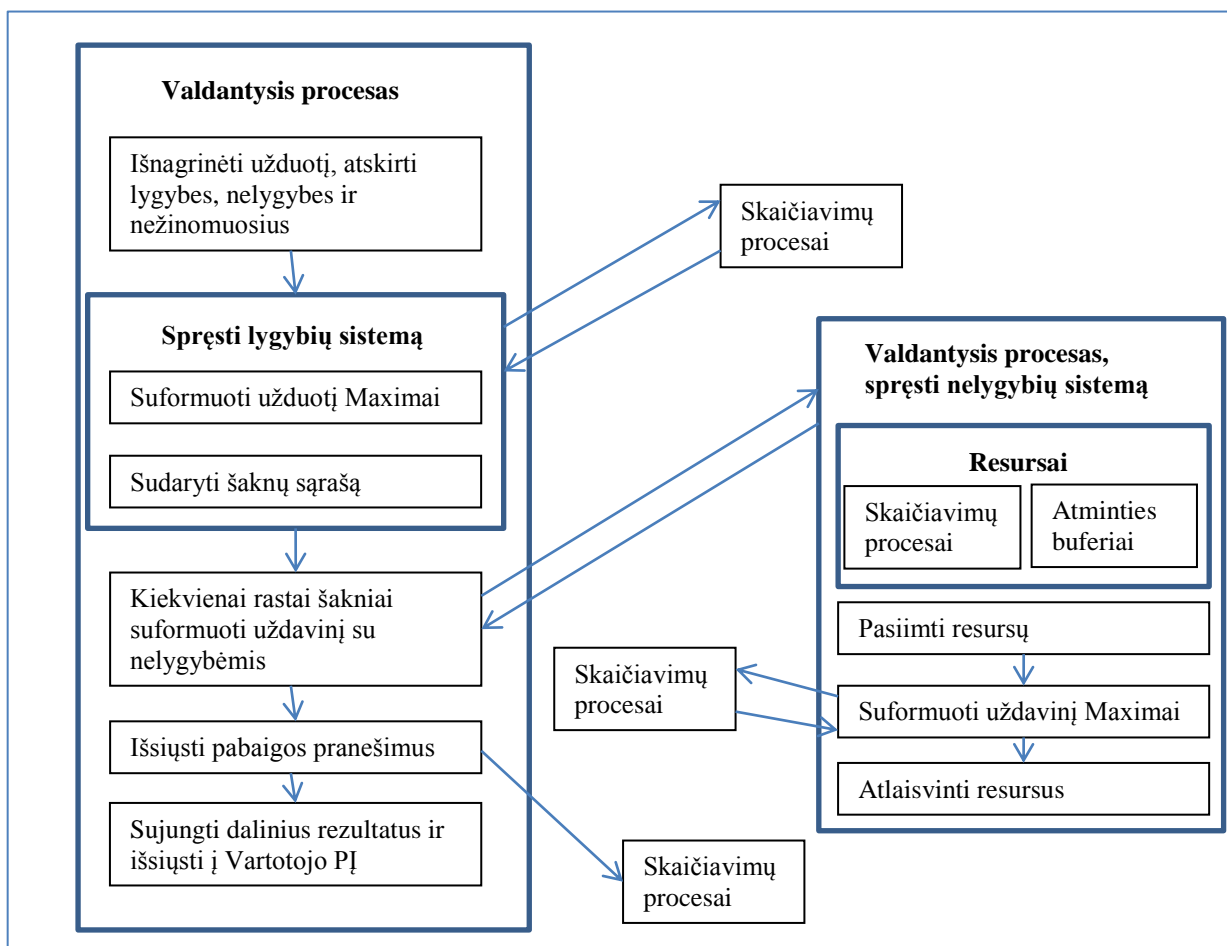 Valdantysis procesas
Išnagrinėti užduotį, atskirti
lygybes, nelygybes ir
nežinomuosius
Spręsti lygybių sistemą
Suformuoti užduotį Maximai
Sudaryti šaknų sąrašą
Kiekvienai rastai šakniai
suformuoti uždavinį su
nelygybėmis
Išsiųsti pabaigos pranešimus
Sujungti dalinius rezultatus ir
išsiųsti į Vartotojo PĮ
Skaičiavimų
procesai
Valdantysis procesas,
spręsti nelygybių sistemą
Resursai
Skaičiavimų
procesai
Atminties
buferiai
Pasiimti resursų
Suformuoti uždavinį Maximai
Atlaisvinti resursus
Skaičiavimų
procesai
Skaičiavimų
procesai